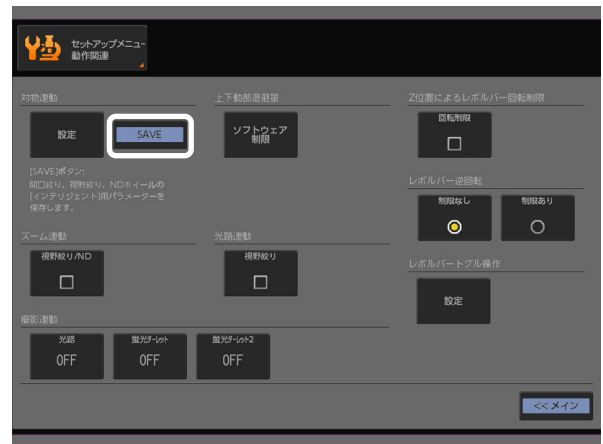 セットアップメニュー
動作関連
対物連動
設定
SAVE
[SAVE]ボタン:
開口絞り、視野絞り、NDホイールの
[インテリジェント]用パラメーターを
保存します。
上下動部退避量
ソフトウェア
制限
Z位置によるレボルバー回転制限
回転制限
レボルバー逆回転
制限なし
制限あり
ズーム連動
視野絞り/ND
光路連動
視野絞り
レボルバートグル操作
設定
撮影連動
光路
OFF
蛍光ターレット
OFF
蛍光ターレット2
OFF
<< メイン